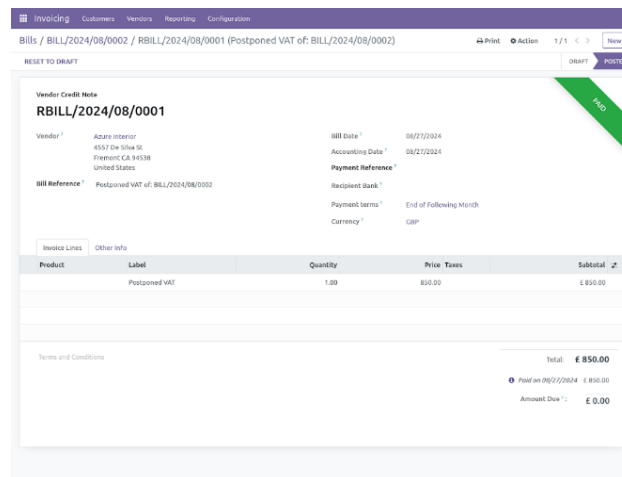 Invoicing Customers Vendors Reporting Configuration
Bills / BILL/2024/08/0002 / RBILL/2024/08/0001 (Postponed VAT of: BILL/2024/08/0002) Print Action 1/1 New
RESET TO DRAFT DRAFT POSTE
PAID
Vendor Credit Note
RBILL/2024/08/0001
Vendor ? Azure Interior Bill Date ? 08/27/2024
4557 De Silva St
Fremont CA 94538 Accounting Date ? 08/27/2024
United States Payment Reference ?
Bill Reference ? Postponed VAT of: BILL/2024/08/0002 Recipient Bank ?
Payment terms ? End of Following Month
Currency ? GBP
Invoice Lines Other Info
Product Label Quantity Price Taxes Subtotal
Postponed VAT 1.00 850.00 £ 850.00
Terms and Conditions Total: £ 850.00
Paid on 08/27/2024 £ 850.00
Amount Due ? : £ 0.00